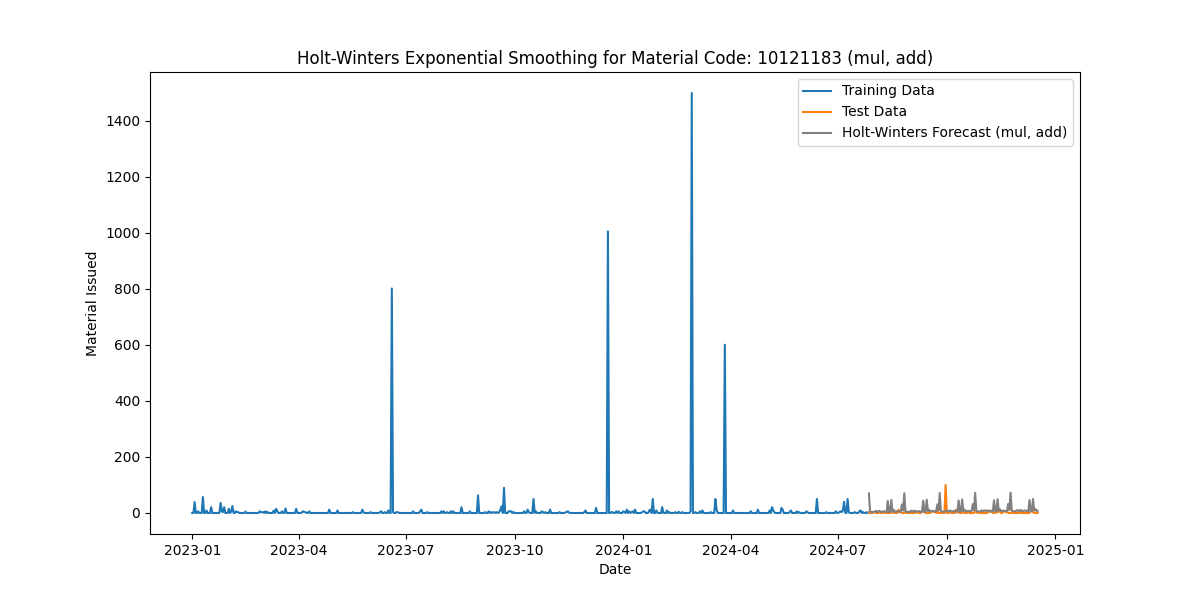 Holt-Winters Exponential Smoothing for Material Code: 10121183 (mul, add)
Training Data
Test Data
Holt-Winters Forecast (mul, add)
Material Issued
1400
1200
1000
800
600
400
200
0
2023-01
2023-04
2023-07
2023-10
2024-01
2024-04
2024-07
2024-10
2025-01
Date